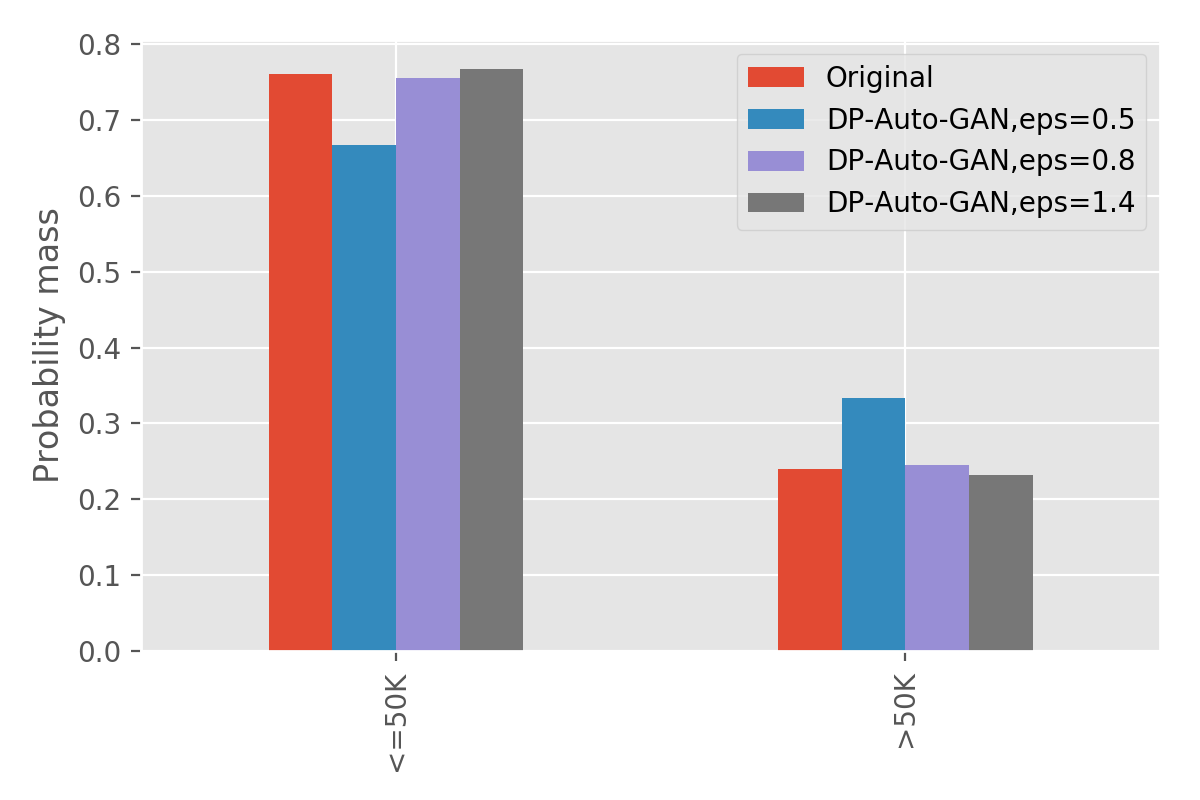 0.8
0.7
0.6
0.5
0.4
0.3
0.2
0.1
0.0
Probability mass
Original
DP-Auto-GAN,eps=0.5
DP-Auto-GAN,eps=0.8
DP-Auto-GAN,eps=1.4
<=50K
>50K